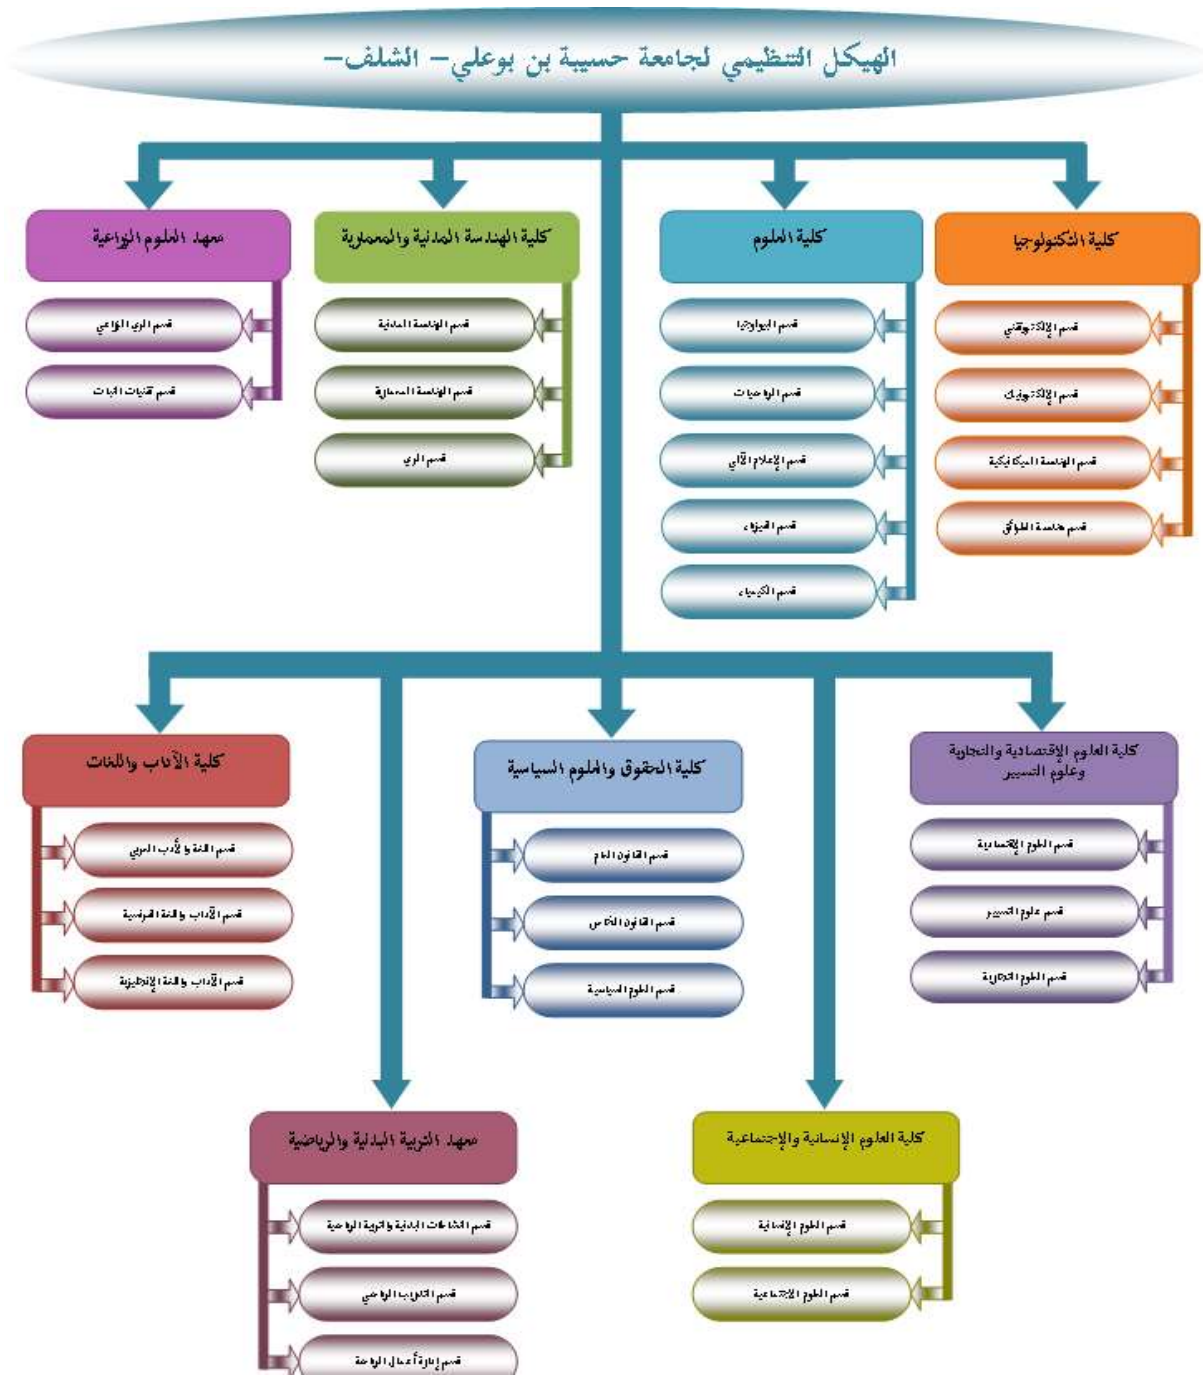 الهيكل التنظيمي لجامعة حسيبة بن بوعلي– الشلف–
كلية التكنولوجيا
قسم الإلكتروتقني
قسم الإلكترونيك
قسم الهندسة الميكانيكية
قسم هندسة الطرائق
كلية العلوم
قسم البيولوجيا
قسم الرياضيات
قسم الإعلام الآلي
قسم الفيزياء
قسم الكيمياء
كلية الهندسة المدنية والمعمارية
قسم الهندسة المدنية
قسم الهندسة المعمارية
قسم الري
معهد العلوم الزراعية
قسم الري الزراعي
قسم تقنيات النبات
كلية العلوم الإقتصادية والتجارية
وعلوم التسيير
قسم العلوم الإقتصادية
قسم علوم التسيير
قسم العلوم التجارية
كلية الحقوق والعلوم السياسية
قسم القانون العام
قسم القانون الخاص
قسم العلوم السياسية
كلية الآداب واللغات
قسم اللغة والأدب العربي
قسم الآداب واللغة الفرنسية
قسم الآداب واللغة الإنجليزية
كلية العلوم الإنسانية والإجتماعية
قسم العلوم الإنسانية
قسم العلوم الإجتماعية
معهد التربية البدنية والرياضية
قسم النشاطات البدنية والتربية الرياضية
قسم التدريب الرياضي
قسم إدارة أعمال الرياضة